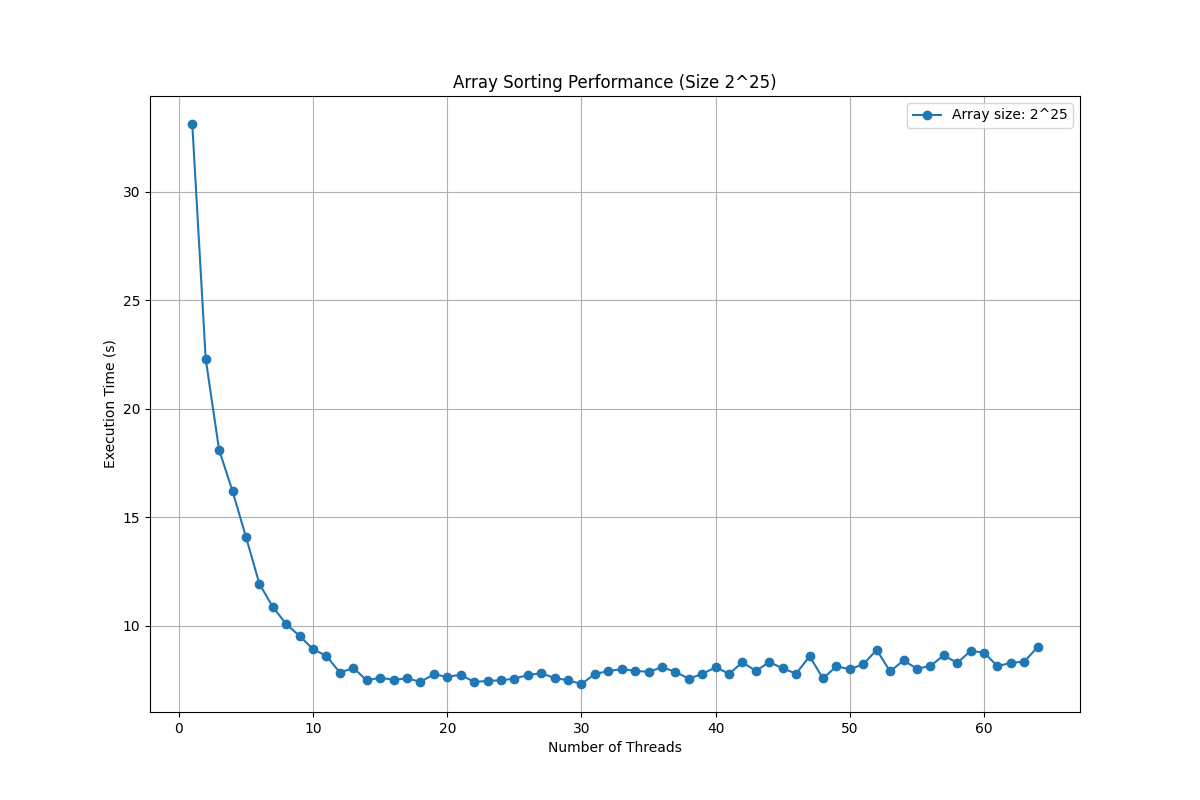 Array Sorting Performance (Size 2^25)
Array size: 2^25
30
25
20
15
10
Execution Time (s)
0 10 20 30 40 50 60
Number of Threads